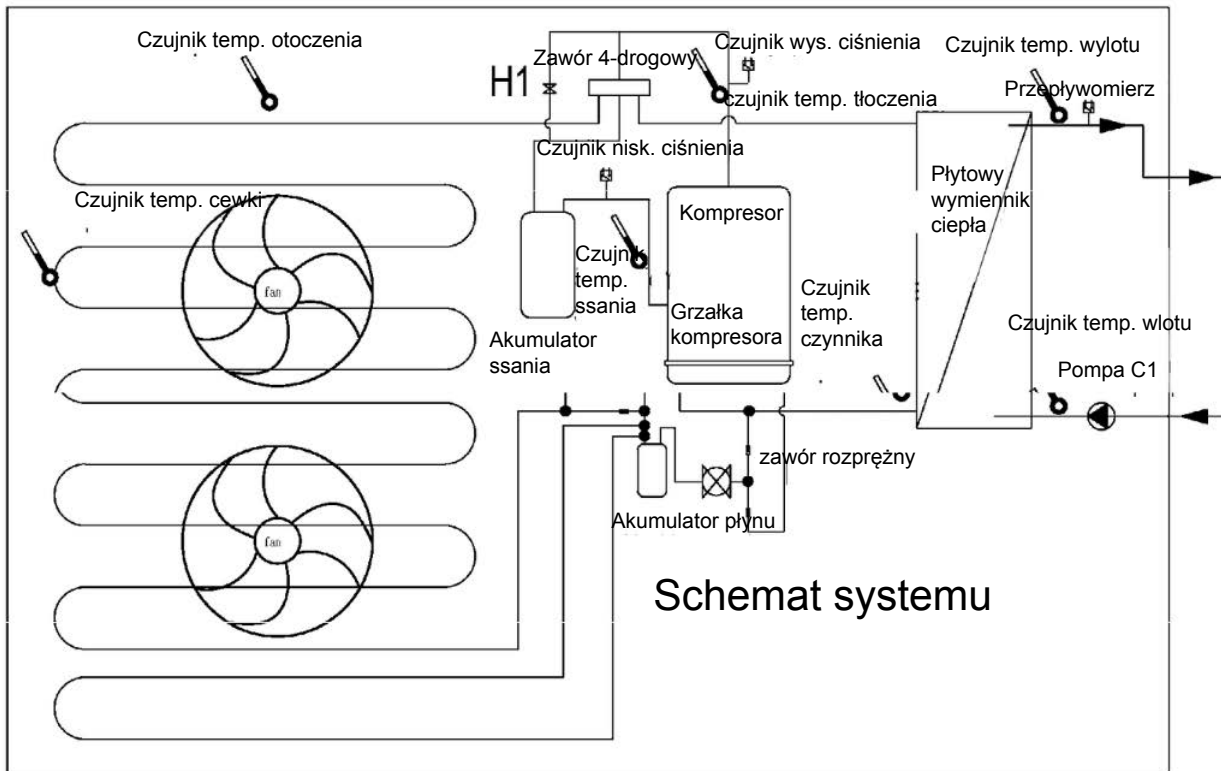 Czujnik temp. otoczenia
Zawór 4-drogowy
H1
Czujnik wys. ciśnienia
czujnik temp. tłoczenia
Czujnik temp. wylotu
Przepływomierz
Czujnik nisk. ciśnienia
Czujnik temp. cewki
fan
Akumulator
ssania
Czujnik
temp.
ssania
Kompresor
Grzałka
kompresora
Czujnik
temp.
czynnika
Płytowy
wymiennik
ciepła
Czujnik temp. wlotu
Pompa C1
zawór rozprężny
Akumulator płynu
fan
Schemat systemu